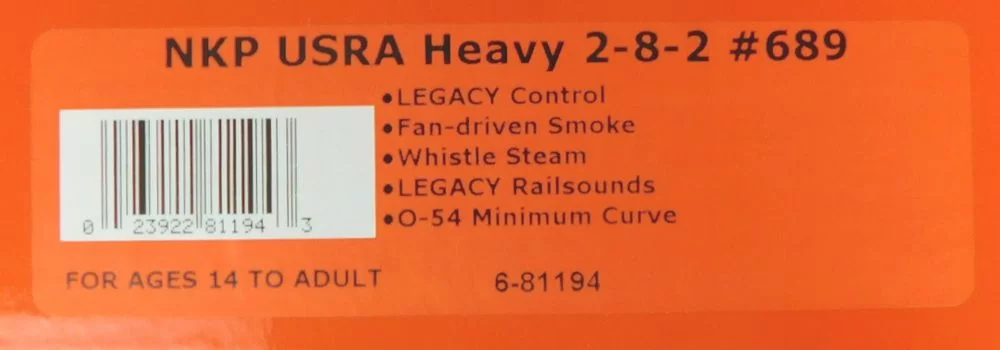 NKP USRA Heavy 2-8-2 #689
•LEGACY Control
•Fan-driven Smoke
•Whistle Steam
•LEGACY Railsounds
•O-54 Minimum Curve
0 23922 81194 3
FOR AGES 14 TO ADULT 6-81194